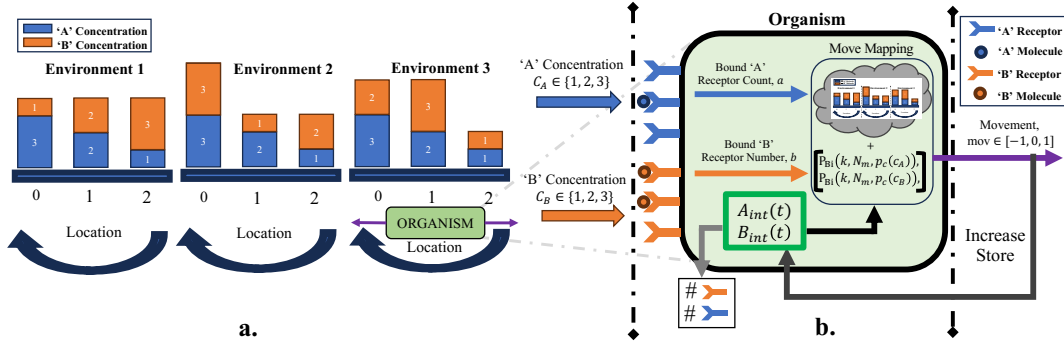 'A' Concentration
'B' Concentration
Environment 1
Environment 2
Environment 3
1
2
3
3
2
1
3
1
2
3
2
1
2
3
1
3
2
1
0 1 2
0 1 2
0 1 2
ORGANISM
Location
Location
Location
a.
'A' Concentration
C_A ∈ {1, 2, 3}
'B' Concentration
C_B ∈ {1, 2, 3}
Organism
Move Mapping
Bound 'A'
Receptor Count, a
Bound 'B'
Receptor Number, b
+
P_Bi(k, N_m, p_c(c_A)),
P_Bi(k, N_m, p_c(c_B)),
A_int(t)
B_int(t)
#
#
b.
Movement,
mov ∈ [−1,0, 1]
Increase
Store
'A' Receptor
'A' Molecule
'B' Receptor
'B' Molecule